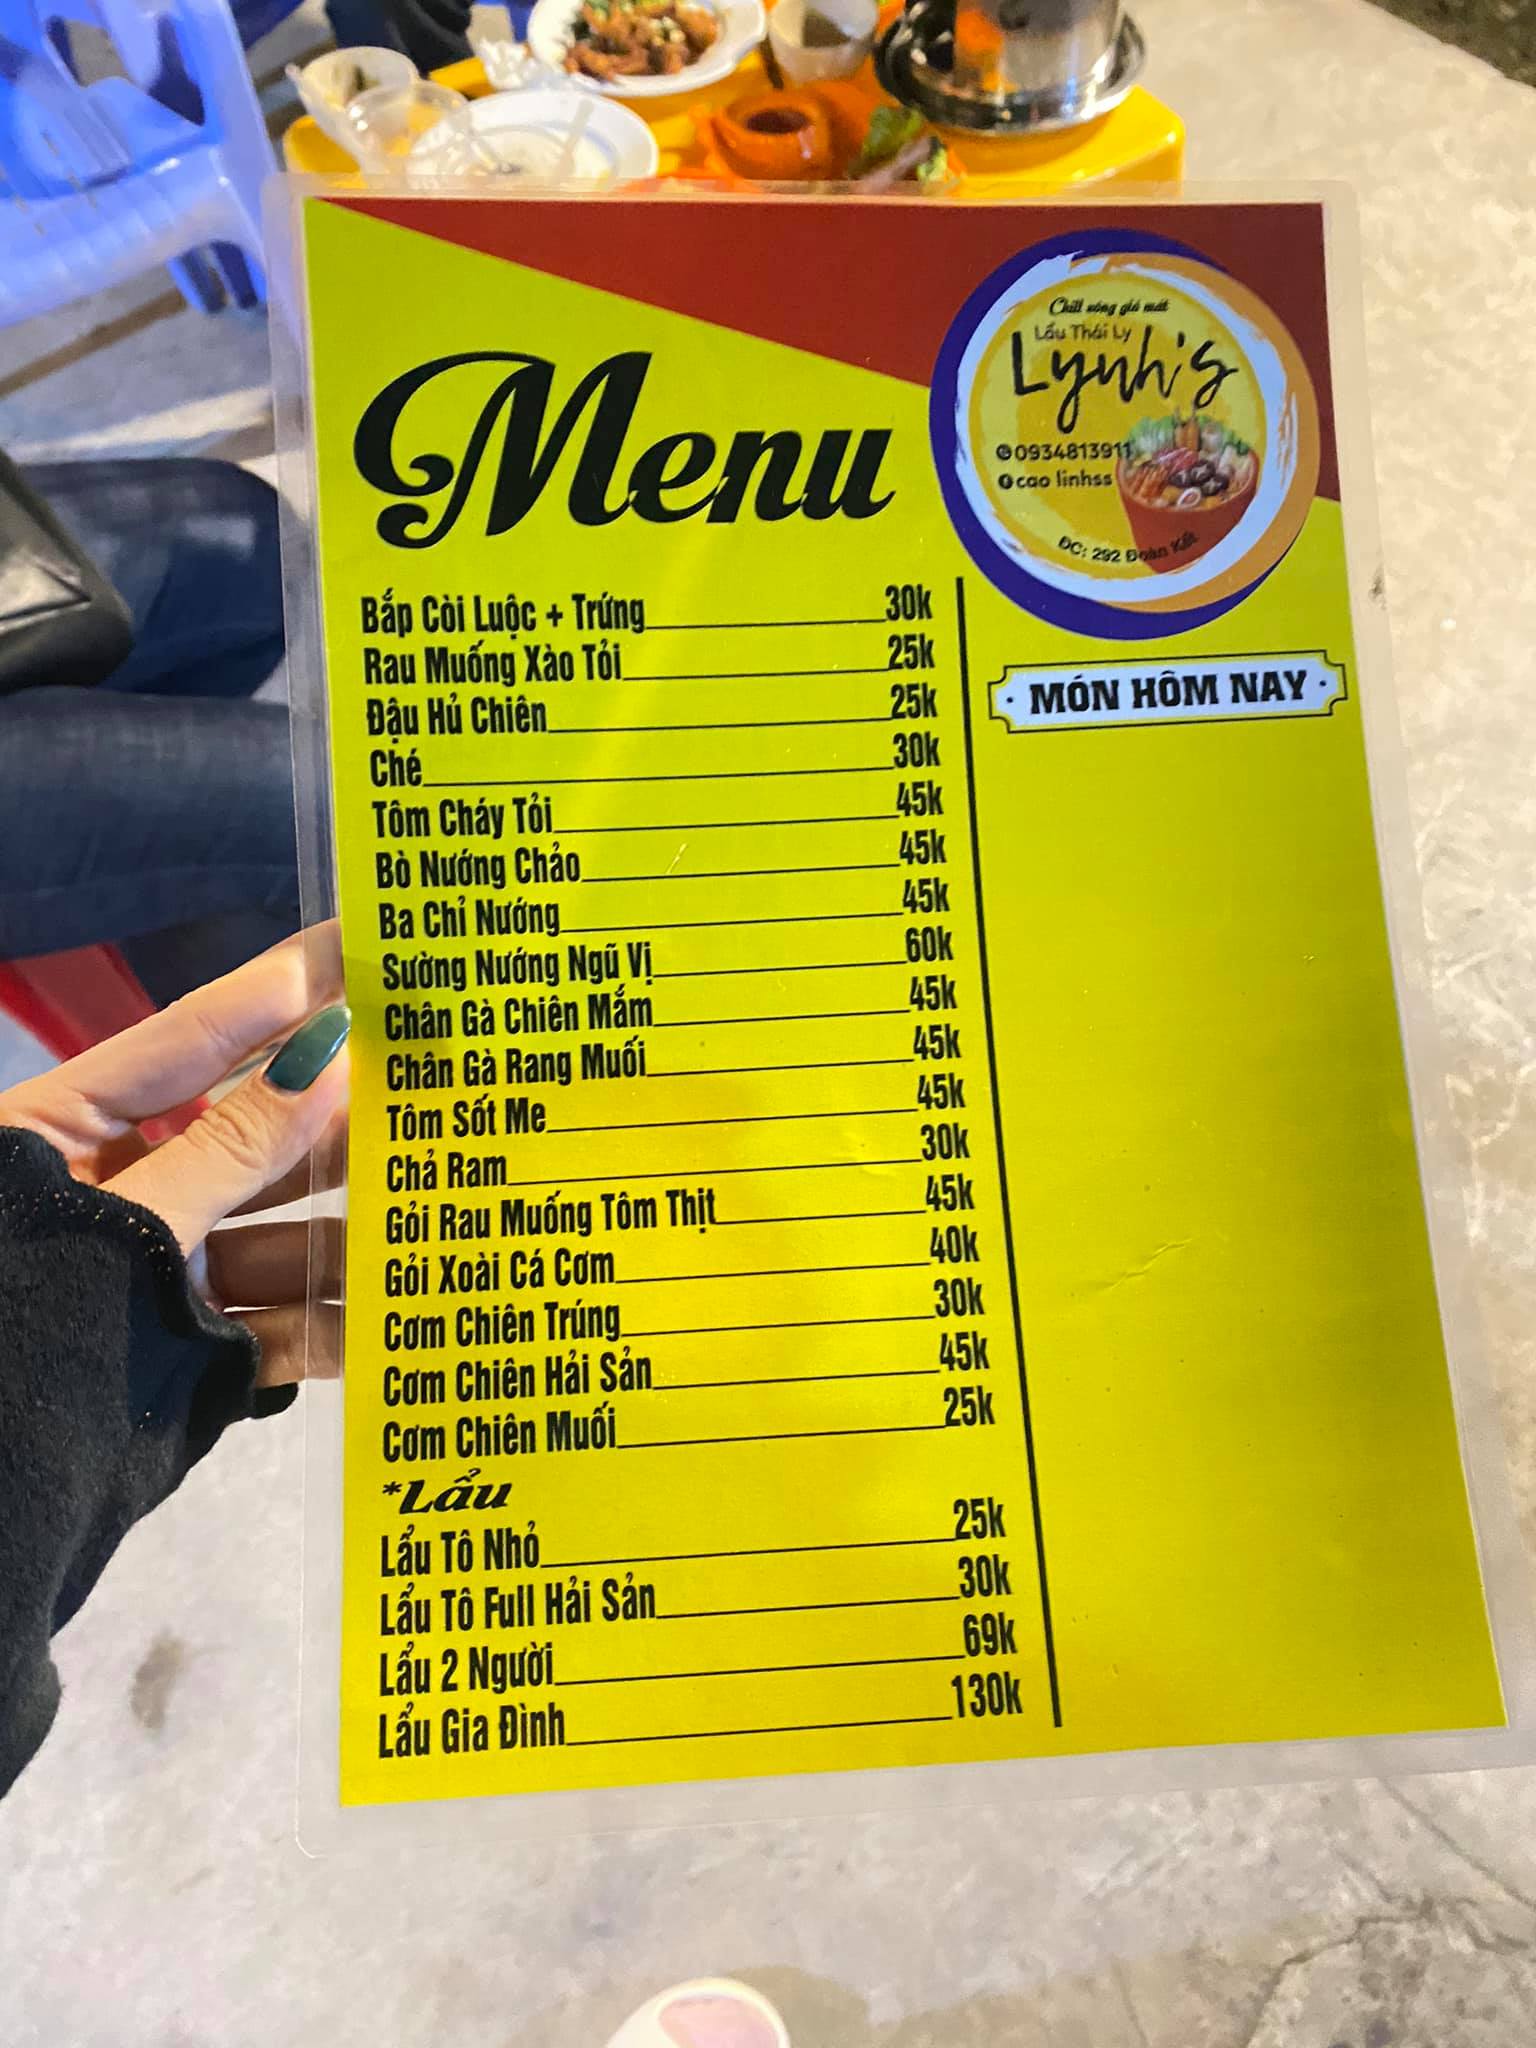 Chill sóng gió mát
Lẩu Thái Ly
Lynh's
0934813911
cao linhss
ĐC: 292 Đoàn Kết
Menu
Bắp Còi Luộc + Trứng 30k
Rau Muống Xào Tỏi 25k
Đậu Hủ Chiên 25k
Ché 30k
Tôm Cháy Tỏi 45k
Bò Nướng Chảo 45k
Ba Chỉ Nướng 45k
Sường Nướng Ngũ Vị 60k
Chân Gà Chiên Mắm 45k
Chân Gà Rang Muối 45k
Tôm Sốt Me 45k
Chả Ram 30k
Gỏi Rau Muống Tôm Thịt 45k
Gỏi Xoài Cá Cơm 40k
Cơm Chiên Trúng 30k
Cơm Chiên Hải Sản 45k
Cơm Chiên Muối 25k
*Lẩu
Lẩu Tô Nhỏ 25k
Lẩu Tô Full Hải Sản 30k
Lẩu 2 Người 69k
Lẩu Gia Đình 130k
· MÓN HÔM NAY ·